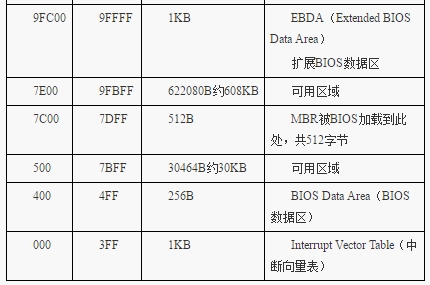 9FC00 9FFFF 1KB EBDA（Extended BIOS
Data Area）
扩展BIOS数据区
7E00 9FBFF 622080B约608KB 可用区域
7C00 7DFF 512B MBR被BIOS加载到此
处，共512字节
500 7BFF 30464B约30KB 可用区域
400 4FF 256B BIOS Data Area（BIOS
数据区）
000 3FF 1KB Interrupt Vector Table（中
断向量表）